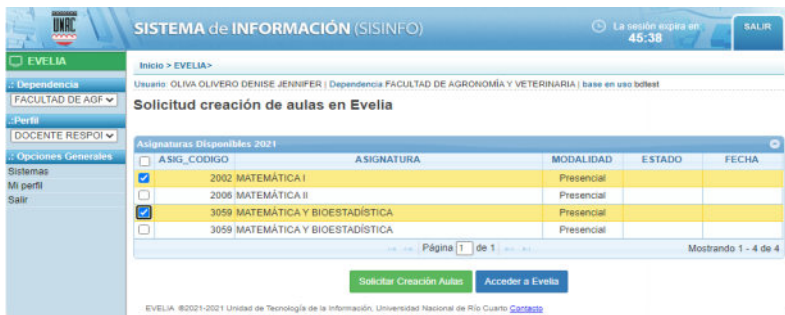 UNRC
SISTEMA de INFORMACIÓN (SISINFO)
La sesión expira en
45:38
SALIR
EVELIA
Inicio > EVELIA>
.: Dependencia
FACULTAD DE AGF
.:Perfil
DOCENTE RESPOI
.: Opciones Generales
Sistemas
Mi perfil
Salir
Usuario: OLIVA OLIVERO DENISE JENNIFER | Dependencia FACULTAD DE AGRONOMÍA Y VETERINARIA | base en uso:bdtest
Solicitud creación de aulas en Evelia
Asignaturas Disponibles 2021
ASIG_CODIGO ASIGNATURA MODALIDAD ESTADO FECHA
2002 MATEMÁTICA I Presencial
2006 MATEMÁTICA II Presencial
3059 MATEMÁTICA Y BIOESTADÍSTICA Presencial
3059 MATEMÁTICA Y BIOESTADÍSTICA Presencial
Página 1 de 1 Mostrando 1 - 4 de 4
Solicitar Creación Aulas Acceder a Evelia
EVELIA ®2021-2021 Unidad de Tecnología de la Información, Universidad Nacional de Río Cuarto Contacto